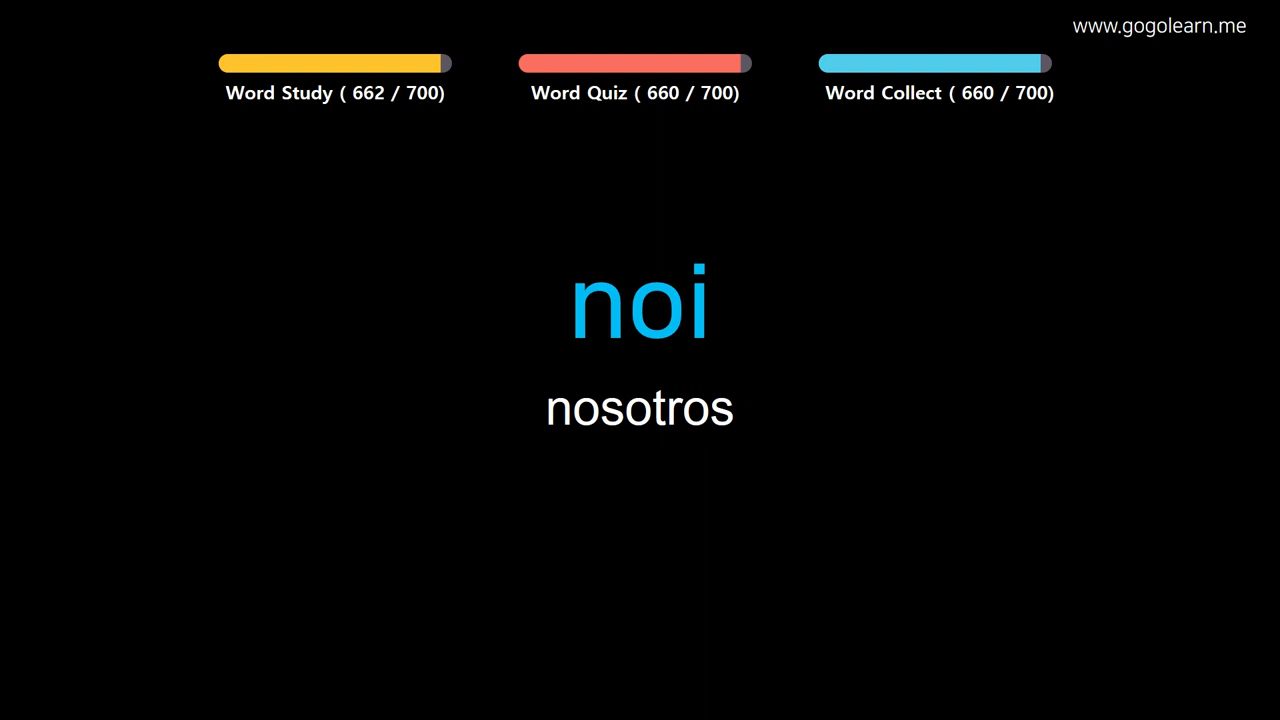 www.gogolearn.me
Word Study ( 662 / 700)
Word Quiz ( 660 / 700)
Word Collect ( 660 / 700)
noi
nosotros